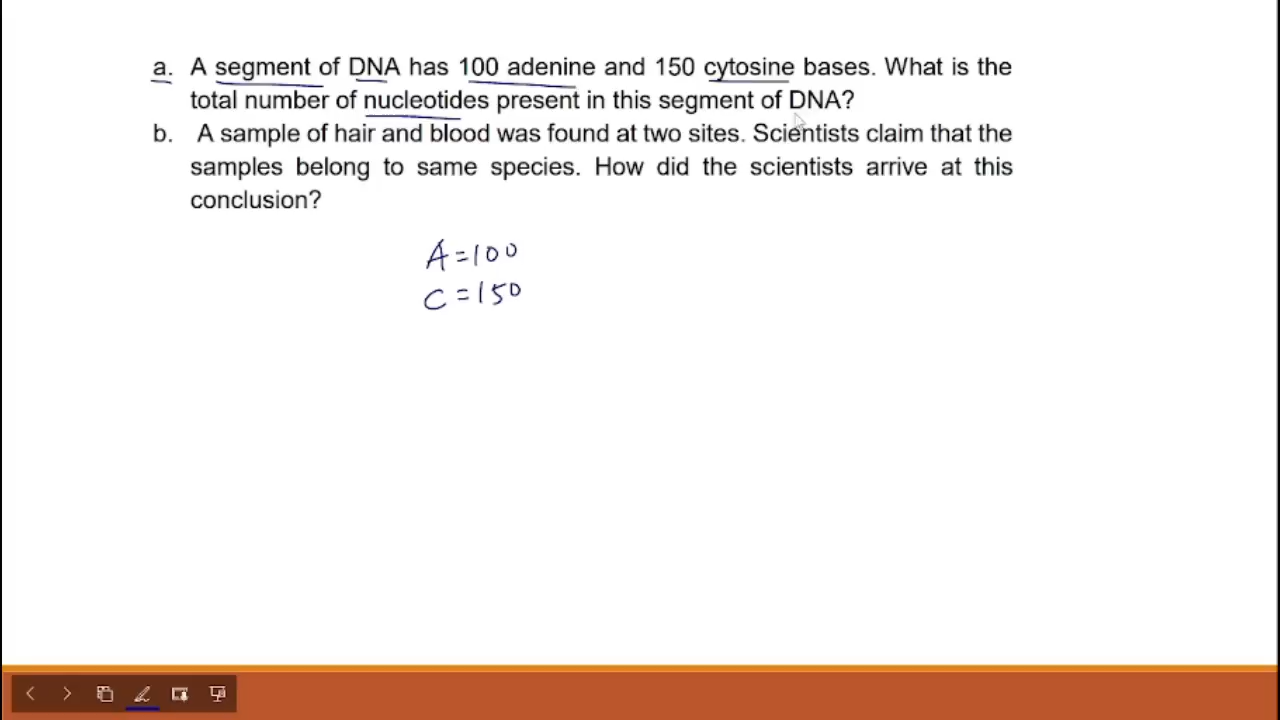 a. A segment of DNA has 100 adenine and 150 cytosine bases. What is the
total number of nucleotides present in this segment of DNA?
b. A sample of hair and blood was found at two sites. Scientists claim that the
samples belong to same species. How did the scientists arrive at this
conclusion?
A=100
C=150